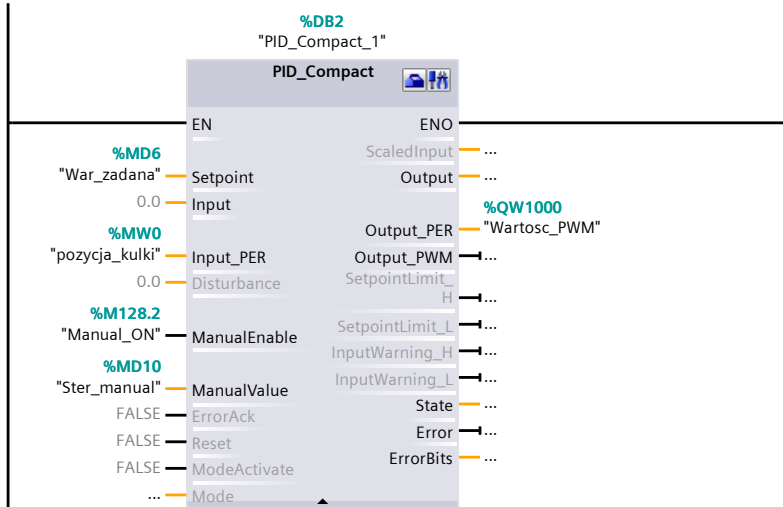 %DB2
"PID_Compact_1"
PID_Compact
EN ENO
ScaledInput ...
%MD6
"War_zadana" Setpoint Output ...
0.0 Input
%QW1000
Output_PER "Wartosc_PWM"
%MW0
"pozycja_kulki" Input_PER Output_PWM ...
0.0 Disturbance SetpointLimit_
H ...
%M128.2
"Manual_ON" ManualEnable SetpointLimit_L ...
InputWarning_H ...
%MD10
"Ster_manual" ManualValue InputWarning_L ...
State ...
FALSE ErrorAck
Error ...
FALSE Reset
ErrorBits ...
FALSE ModeActivate
... Mode